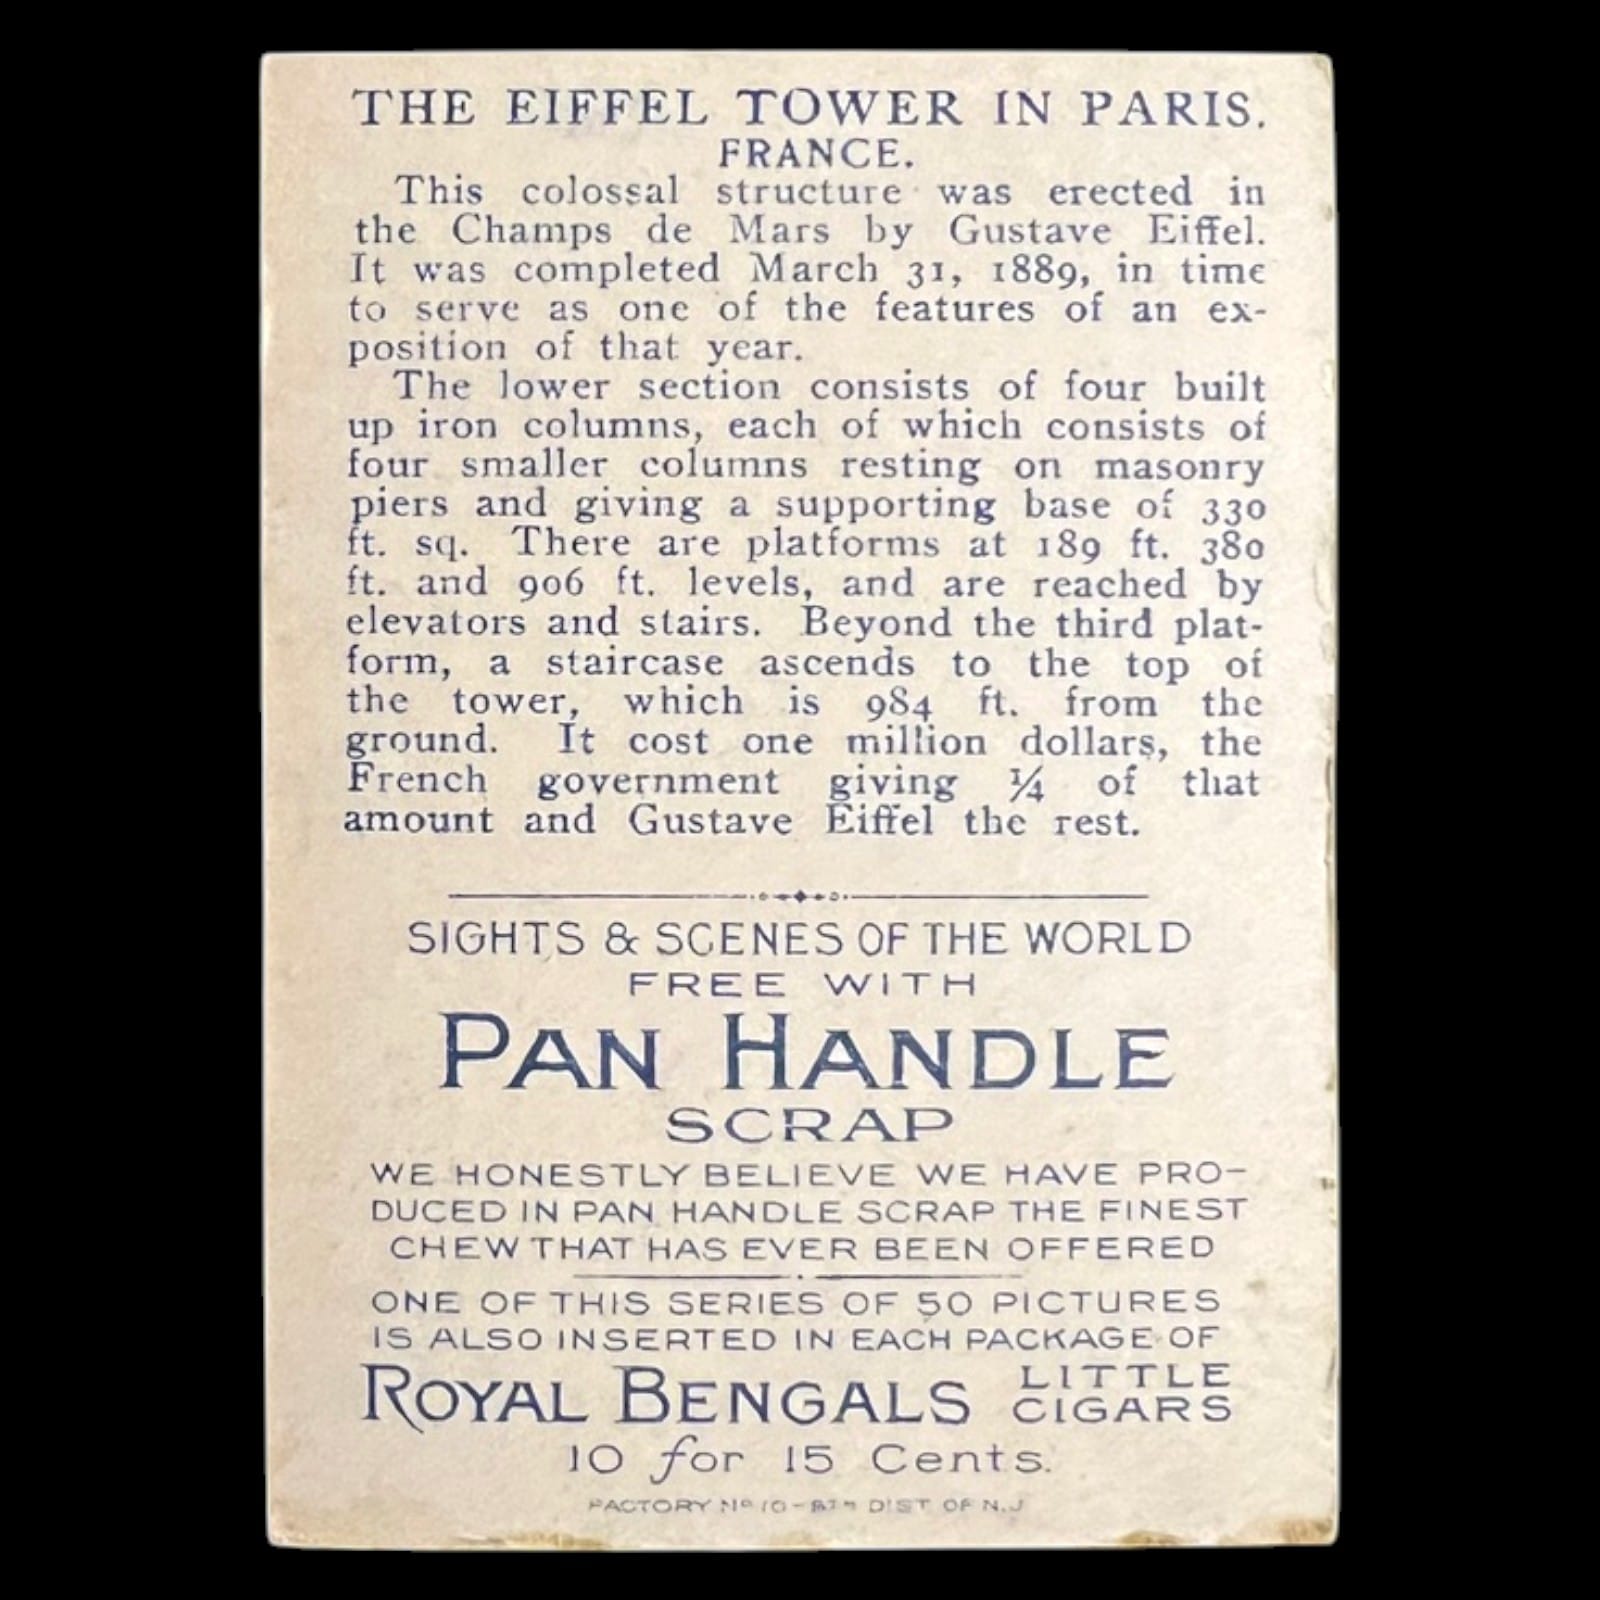 THE EIFFEL TOWER IN PARIS.
FRANCE.
This colossal structure was erected in
the Champs de Mars by Gustave Eiffel.
It was completed March 31, 1889, in time
to serve as one of the features of an ex-
position of that year.
The lower section consists of four built
up iron columns, each of which consists of
four smaller columns resting on masonry
piers and giving a supporting base of 330
ft. sq. There are platforms at 189 ft. 380
ft. and 906 ft. levels, and are reached by
elevators and stairs. Beyond the third plat-
form, a staircase ascends to the top of
the tower, which is 984 ft. from the
ground. It cost one million dollars, the
French government giving ¼ of that
amount and Gustave Eiffel the rest.
SIGHTS & SCENES OF THE WORLD
FREE WITH
PAN HANDLE
SCRAP
WE HONESTLY BELIEVE WE HAVE PRO-
DUCED IN PAN HANDLE SCRAP THE FINEST
CHEW THAT HAS EVER BEEN OFFERED
ONE OF THIS SERIES OF 50 PICTURES
IS ALSO INSERTED IN EACH PACKAGE OF
ROYAL BENGALS LITTLE CIGARS
10 for 15 Cents.
FACTORY No 10 - DIST. OF N.J